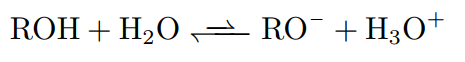 ROH + H₂O ⇌ RO⁻ + H₃O⁺